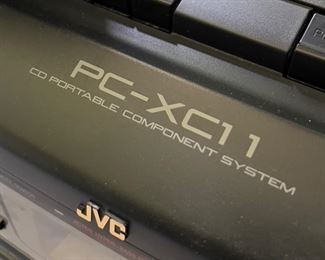 PC-XC11
CD PORTABLE COMPONENT SYSTEM
JVC